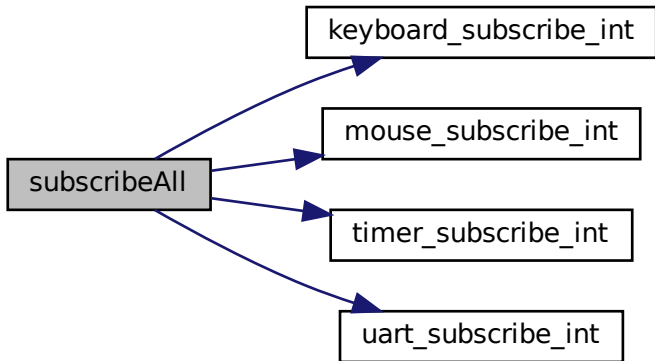 keyboard_subscribe_int
mouse_subscribe_int
subscribeAll
timer_subscribe_int
uart_subscribe_int